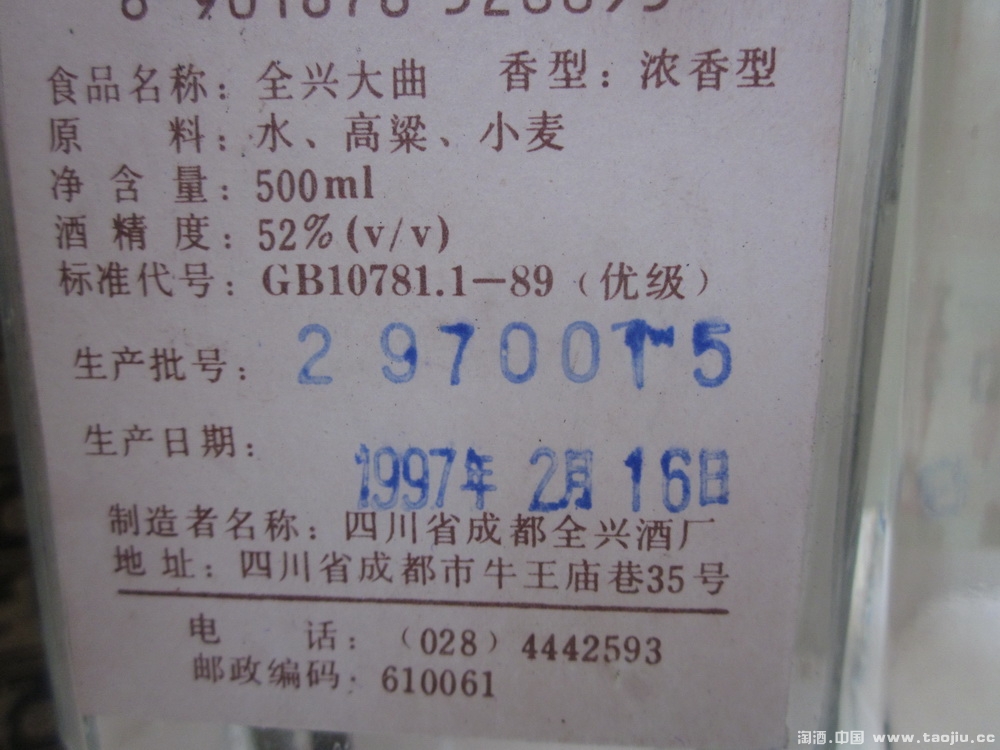 食品名称：全兴大曲 香型：浓香型
原料：水、高粱、小麦
净含量：500ml
酒精度：52%(v/v)
标准代号：GB10781.1—89（优级）
生产批号：
生产日期：1997年2月16日
制造者名称：四川省成都全兴酒厂
地址：四川省成都市牛王庙巷35号
电话：（028）4442593
邮政编码：610061
淘酒.中国 www.taojiu.cc